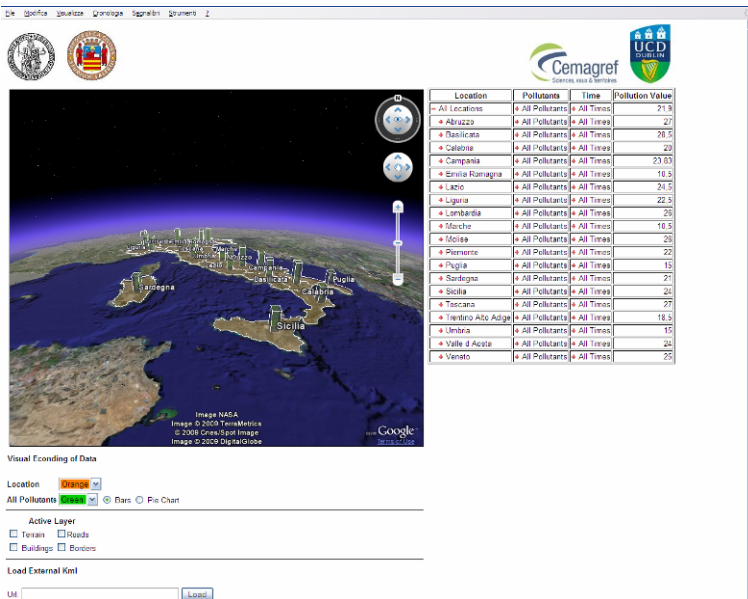 File Modifica Visualizza Cronologia Segnalibri Strumenti ?
Cemagref
Sciences, eaux & territoires
UCD
DUBLIN
N
Liguria
Marche
Umbria Abruzzo
Lazio
Campania
Basilicata
Puglia
Calabria
Sardegna
Sicilia
Image NASA
Image © 2009 TerraMetrics
© 2009 Cnes/Spot Image
Image © 2009 DigitalGlobe
Google
Terms of Use
Location Pollutants Time Pollution Value
All Locations All Pollutants All Times 21,9
Abruzzo All Pollutants All Times 27
Basilicata All Pollutants All Times 28,5
Calabria All Pollutants All Times 20
Campania All Pollutants All Times 23,83
Emilia Romagna All Pollutants All Times 10,5
Lazio All Pollutants All Times 24,5
Liguria All Pollutants All Times 22,5
Lombardia All Pollutants All Times 26
Marche All Pollutants All Times 10,5
Molise All Pollutants All Times 26
Piemonte All Pollutants All Times 22
Puglia All Pollutants All Times 15
Sardegna All Pollutants All Times 21
Sicilia All Pollutants All Times 24
Toscana All Pollutants All Times 27
Trentino Alto Adige All Pollutants All Times 18,5
Umbria All Pollutants All Times 15
Valle d Aosta All Pollutants All Times 24
Veneto All Pollutants All Times 25
Visual Econding of Data
Location Orange
All Pollutants Green Bars Pie Chart
Active Layer
Terrain Roads
Buildings Borders
Load External Kml
Url Load